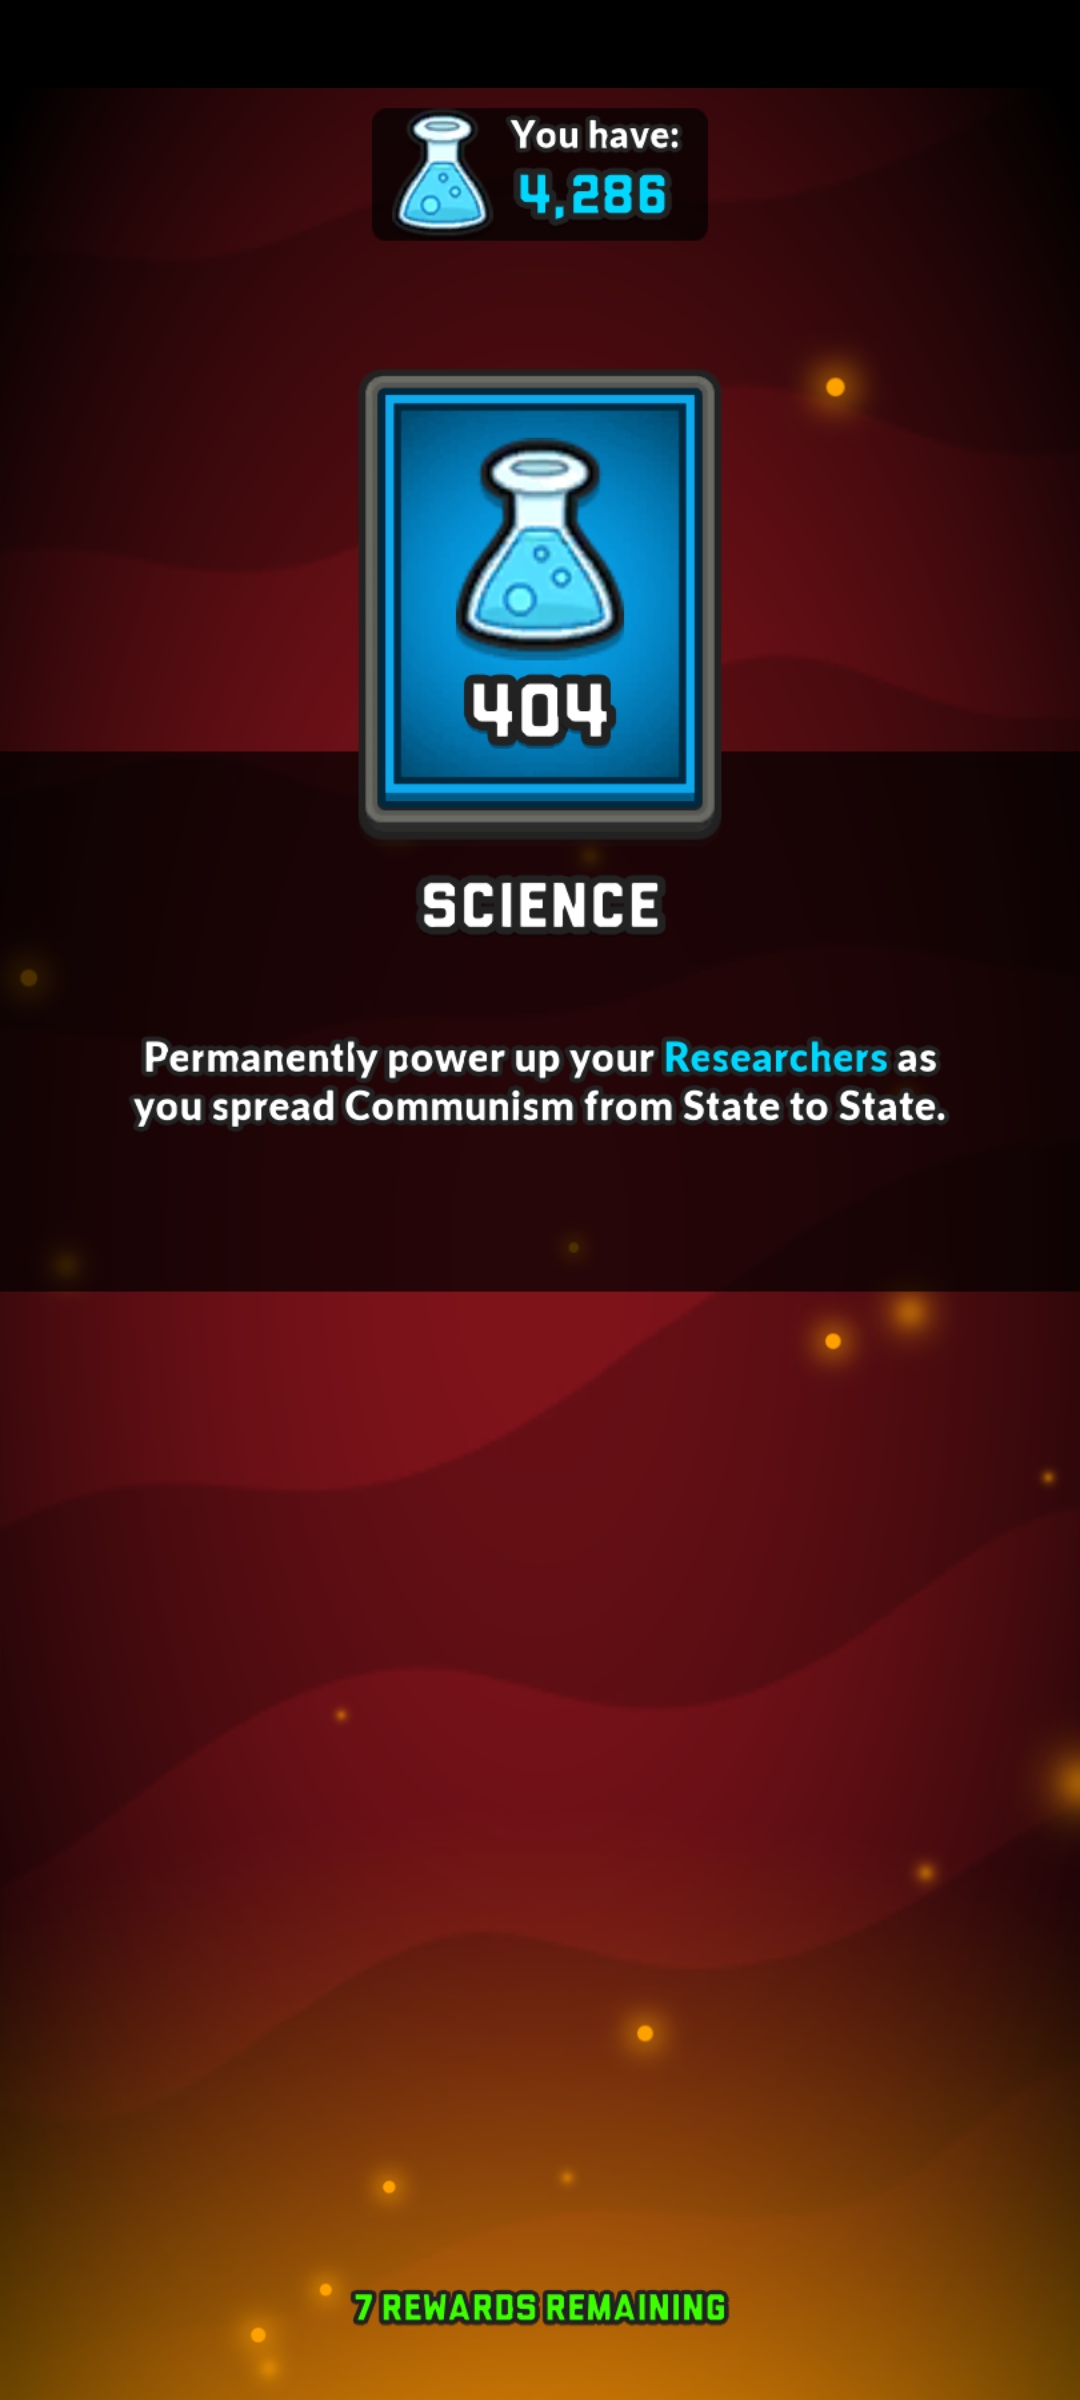 You have:
4,286
404
SCIENCE
Permanently power up your Researchers as
you spread Communism from State to State.
7 REWARDS REMAINING